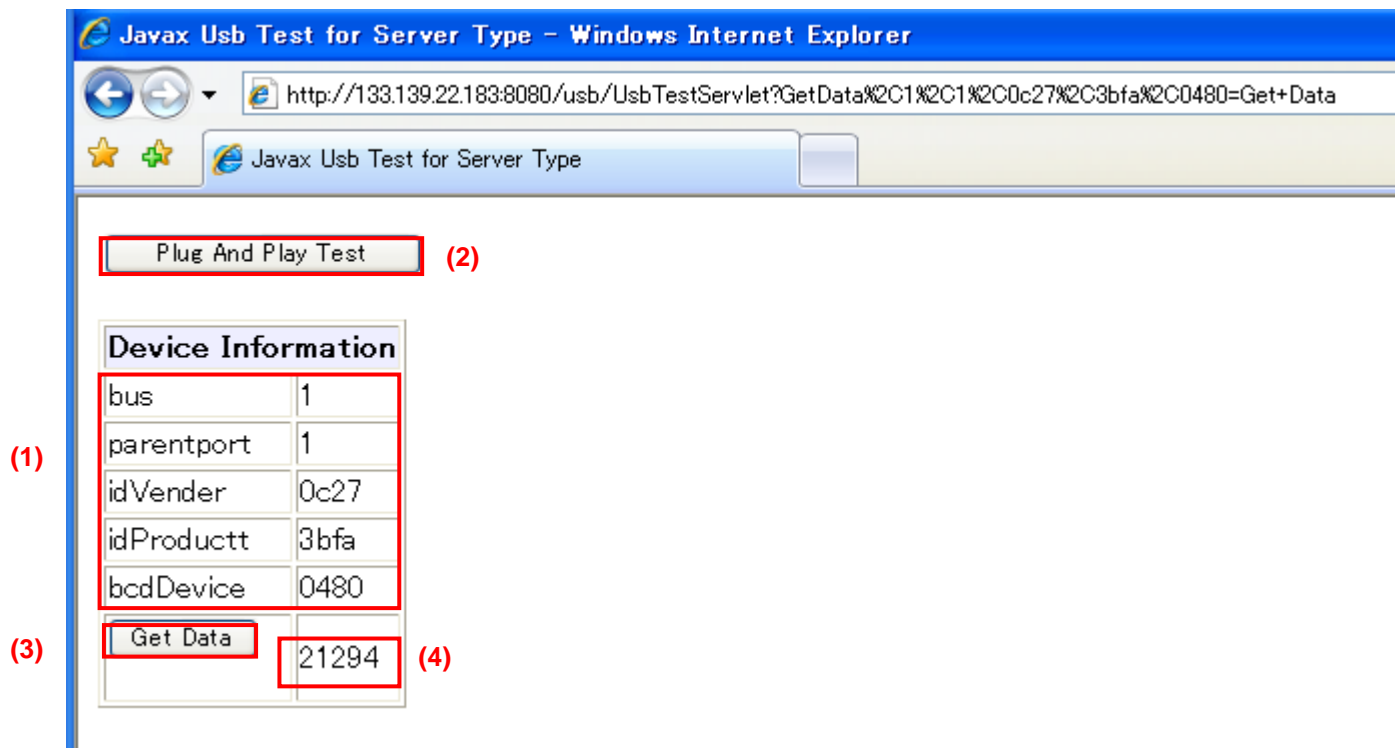 Javax Usb Test for Server Type - Windows Internet Explorer
http://133.139.22.183:8080/usb/UsbTestServlet?GetData%2C1%2C1%2C0c27%2C3bfa%2C0480=Get+Data
Javax Usb Test for Server Type
Plug And Play Test (2)
Device Information
bus 1
(1) parentport 1
idVender 0c27
idProductt 3bfa
bcdDevice 0480
(3) Get Data 21294 (4)